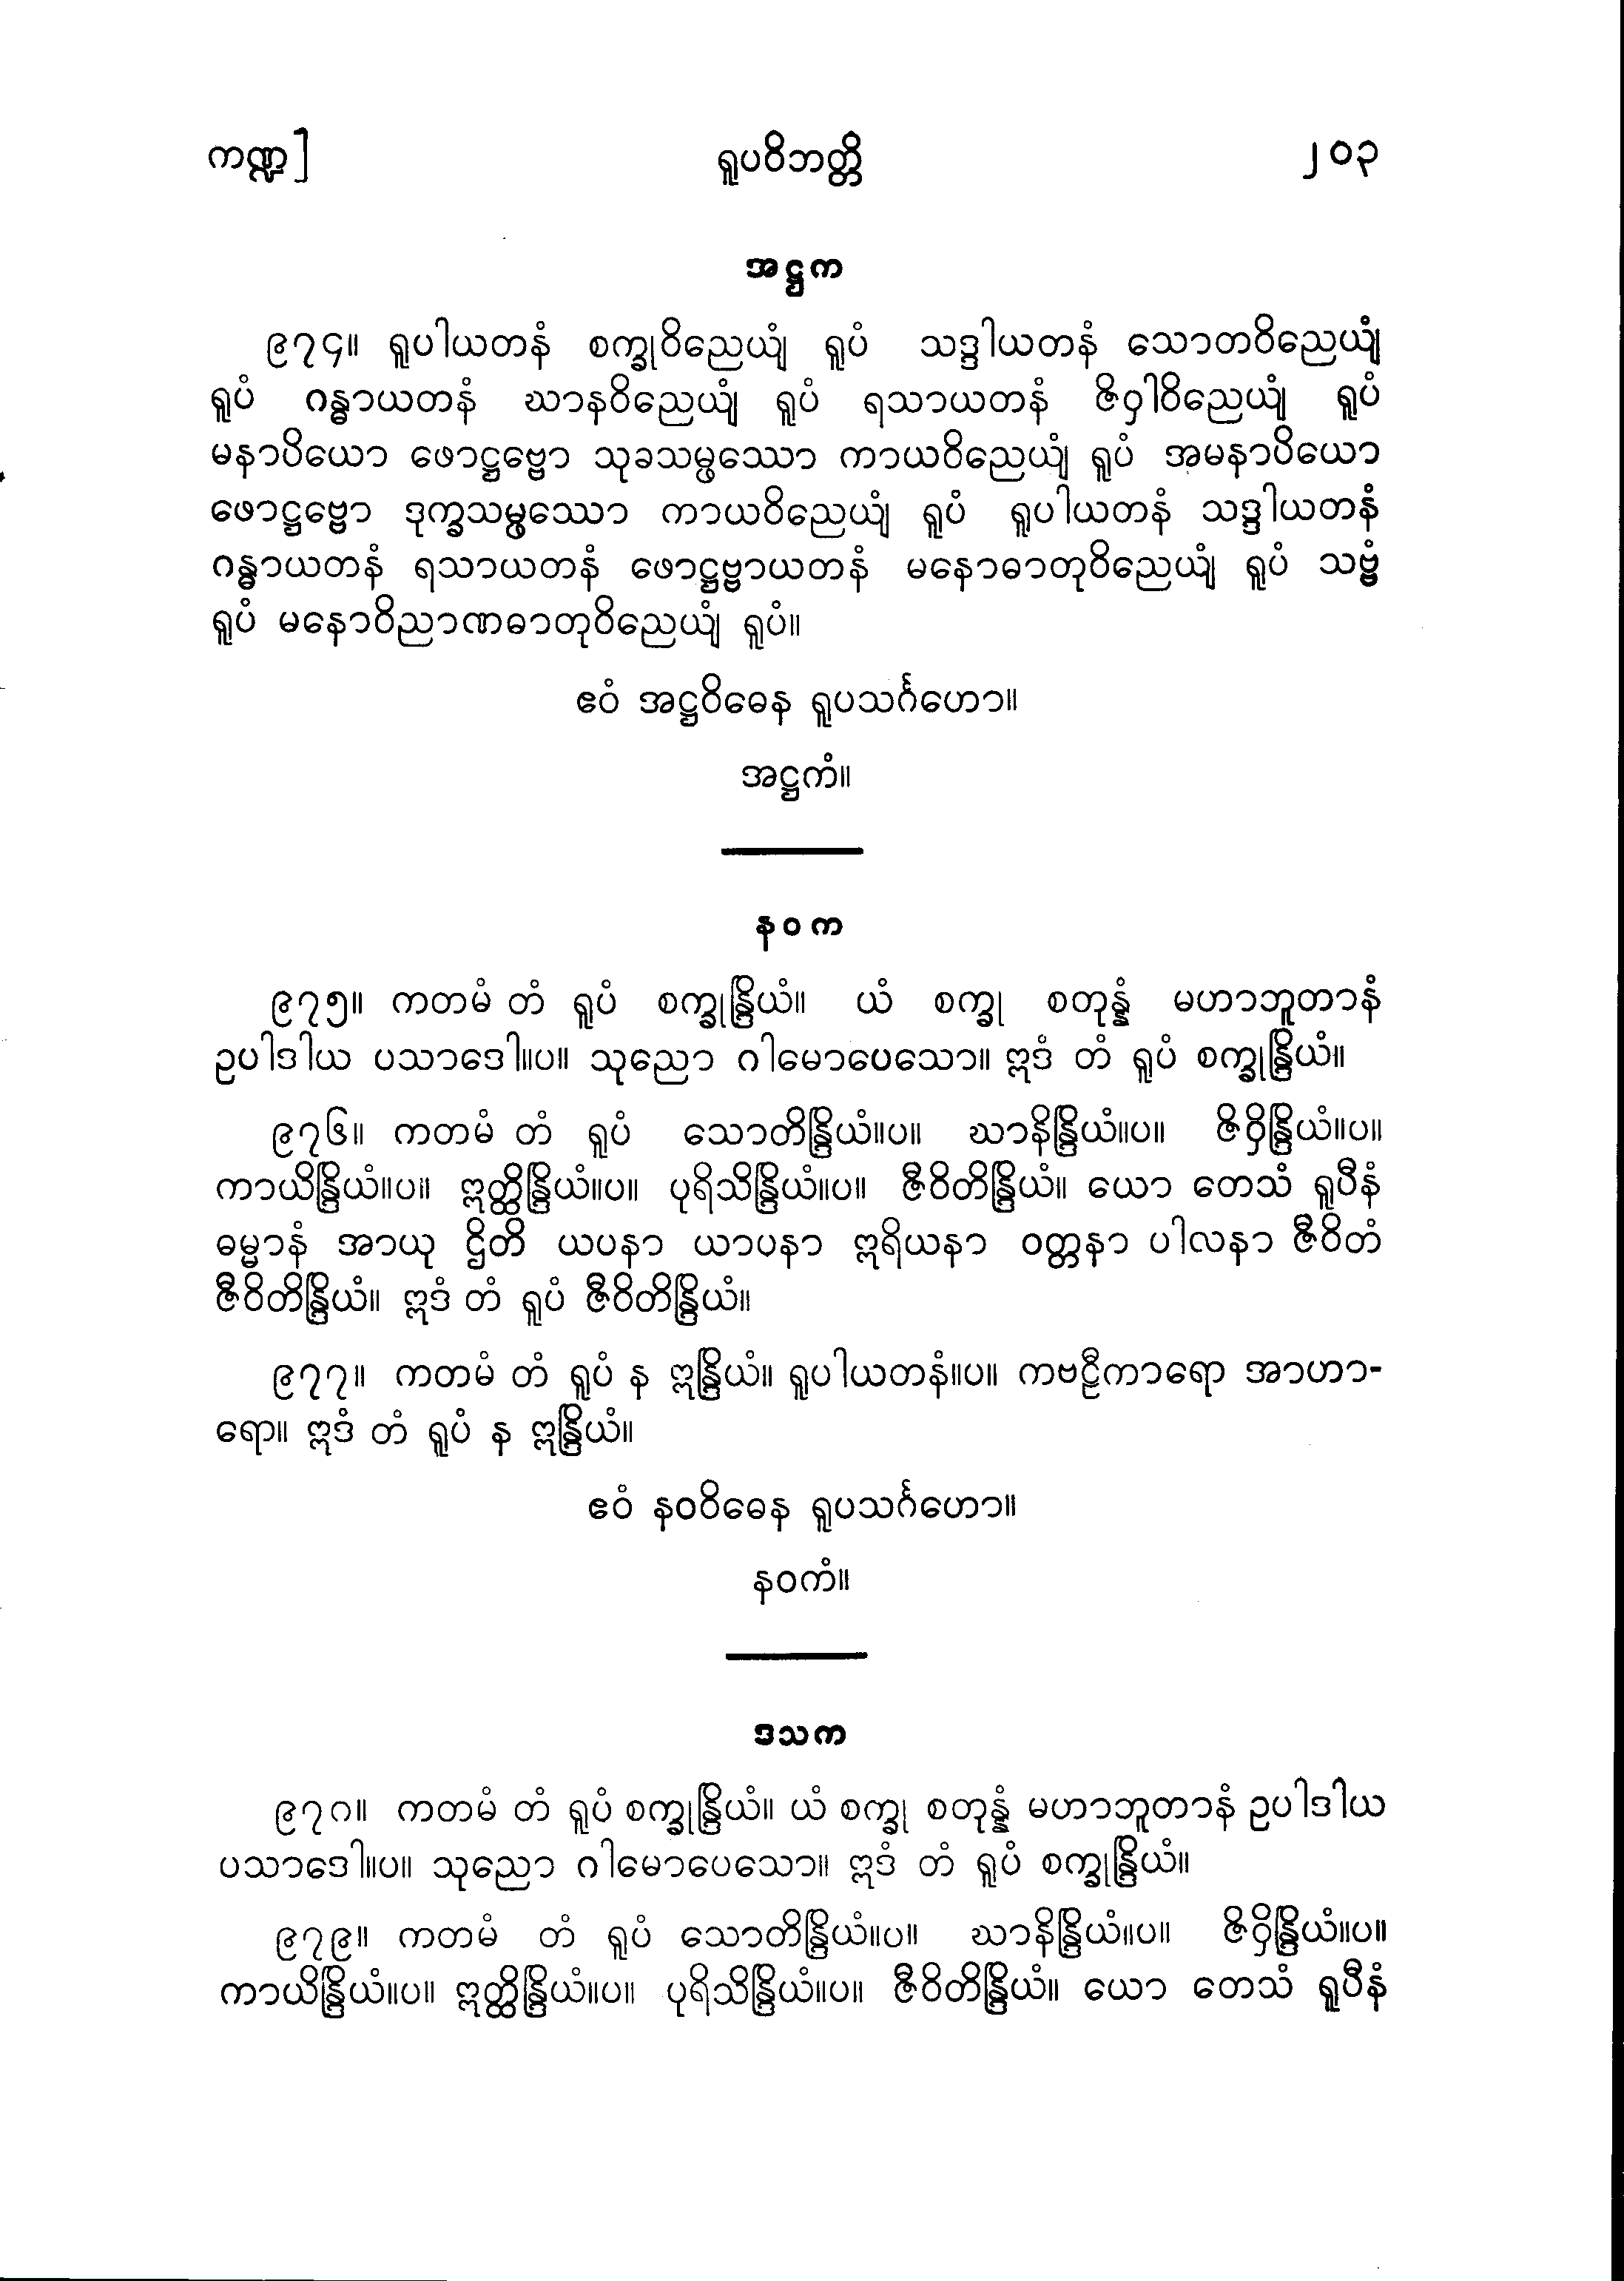 ကဏ္ဍ] ရူပဝိဘတ္တိ ၂၀၃
အဋ္ဌက
၉၇၄။ ရူပါယတနံ စက္ခုဝိညေယျံ ရူပံ သဒ္ဒါယတနံ သောတဝိညေယျံ
ရူပံ ဂန္ဓာယတနံ ဃာနဝိညေယျံ ရူပံ ရသာယတနံ ဇိဝှါဝိညေယျံ ရူပံ
မနာပိယော ဖောဋ္ဌဗ္ဗော သုခသမ္ဖဿော ကာယဝိညေယျံ ရူပံ အမနာပိယော
ဖောဋ္ဌဗ္ဗော ဒုက္ခသမ္ဖဿော ကာယဝိညေယျံ ရူပံ ရူပါယတနံ သဒ္ဒါယတနံ
ဂန္ဓာယတနံ ရသာယတနံ ဖောဋ္ဌဗ္ဗာယတနံ မနောဓာတုဝိညေယျံ ရူပံ သဗ္ဗံ
ရူပံ မနောဝိညာဏဓာတုဝိညေယျံ ရူပံ။
ဧဝံ အဋ္ဌဝိဓေန ရူပသင်္ဂဟော။
အဋ္ဌကံ။
နဝက
၉၇၅။ ကတမံ တံ ရူပံ စက္ခုန္ဒြိယံ။ ယံ စက္ခု စတုန္နံ မဟာဘူတာနံ
ဥပါဒါယ ပသာဒေါ။ပ။ သုညော ဂါမောပေသော။ ဣဒံ တံ ရူပံ စက္ခုန္ဒြိယံ။
၉၇၆။ ကတမံ တံ ရူပံ သောတိန္ဒြိယံ။ပ။ ဃာနိန္ဒြိယံ။ပ။ ဇိဝှိန္ဒြိယံ။ပ။
ကာယိန္ဒြိယံ။ပ။ ဣတ္ထိန္ဒြိယံ။ပ။ ပုရိသိန္ဒြိယံ။ပ။ ဇီဝိတိန္ဒြိယံ။ ယော တေသံ ရူပီနံ
ဓမ္မာနံ အာယု ဌိတိ ယပနာ ယာပနာ ဣရိယနာ ဝတ္တနာ ပါလနာ ဇီဝိတံ
ဇီဝိတိန္ဒြိယံ။ ဣဒံ တံ ရူပံ ဇီဝိတိန္ဒြိယံ။
၉၇၇။ ကတမံ တံ ရူပံ န ဣန္ဒြိယံ။ ရူပါယတနံ။ပ။ ကဗဠီကာရော အာဟာ-
ရော။ ဣဒံ တံ ရူပံ န ဣန္ဒြိယံ။
ဧဝံ နဝဝိဓေန ရူပသင်္ဂဟော။
နဝကံ။
ဒသက
၉၇၈။ ကတမံ တံ ရူပံ စက္ခုန္ဒြိယံ။ ယံ စက္ခု စတုန္နံ မဟာဘူတာနံ ဥပါဒါယ
ပသာဒေါ။ပ။ သုညော ဂါမောပေသော။ ဣဒံ တံ ရူပံ စက္ခုန္ဒြိယံ။
၉၇၉။ ကတမံ တံ ရူပံ သောတိန္ဒြိယံ။ပ။ ဃာနိန္ဒြိယံ။ပ။ ဇိဝှိန္ဒြိယံ။ပ။
ကာယိန္ဒြိယံ။ပ။ ဣတ္ထိန္ဒြိယံ။ပ။ ပုရိသိန္ဒြိယံ။ပ။ ဇီဝိတိန္ဒြိယံ။ ယော တေသံ ရူပီနံ